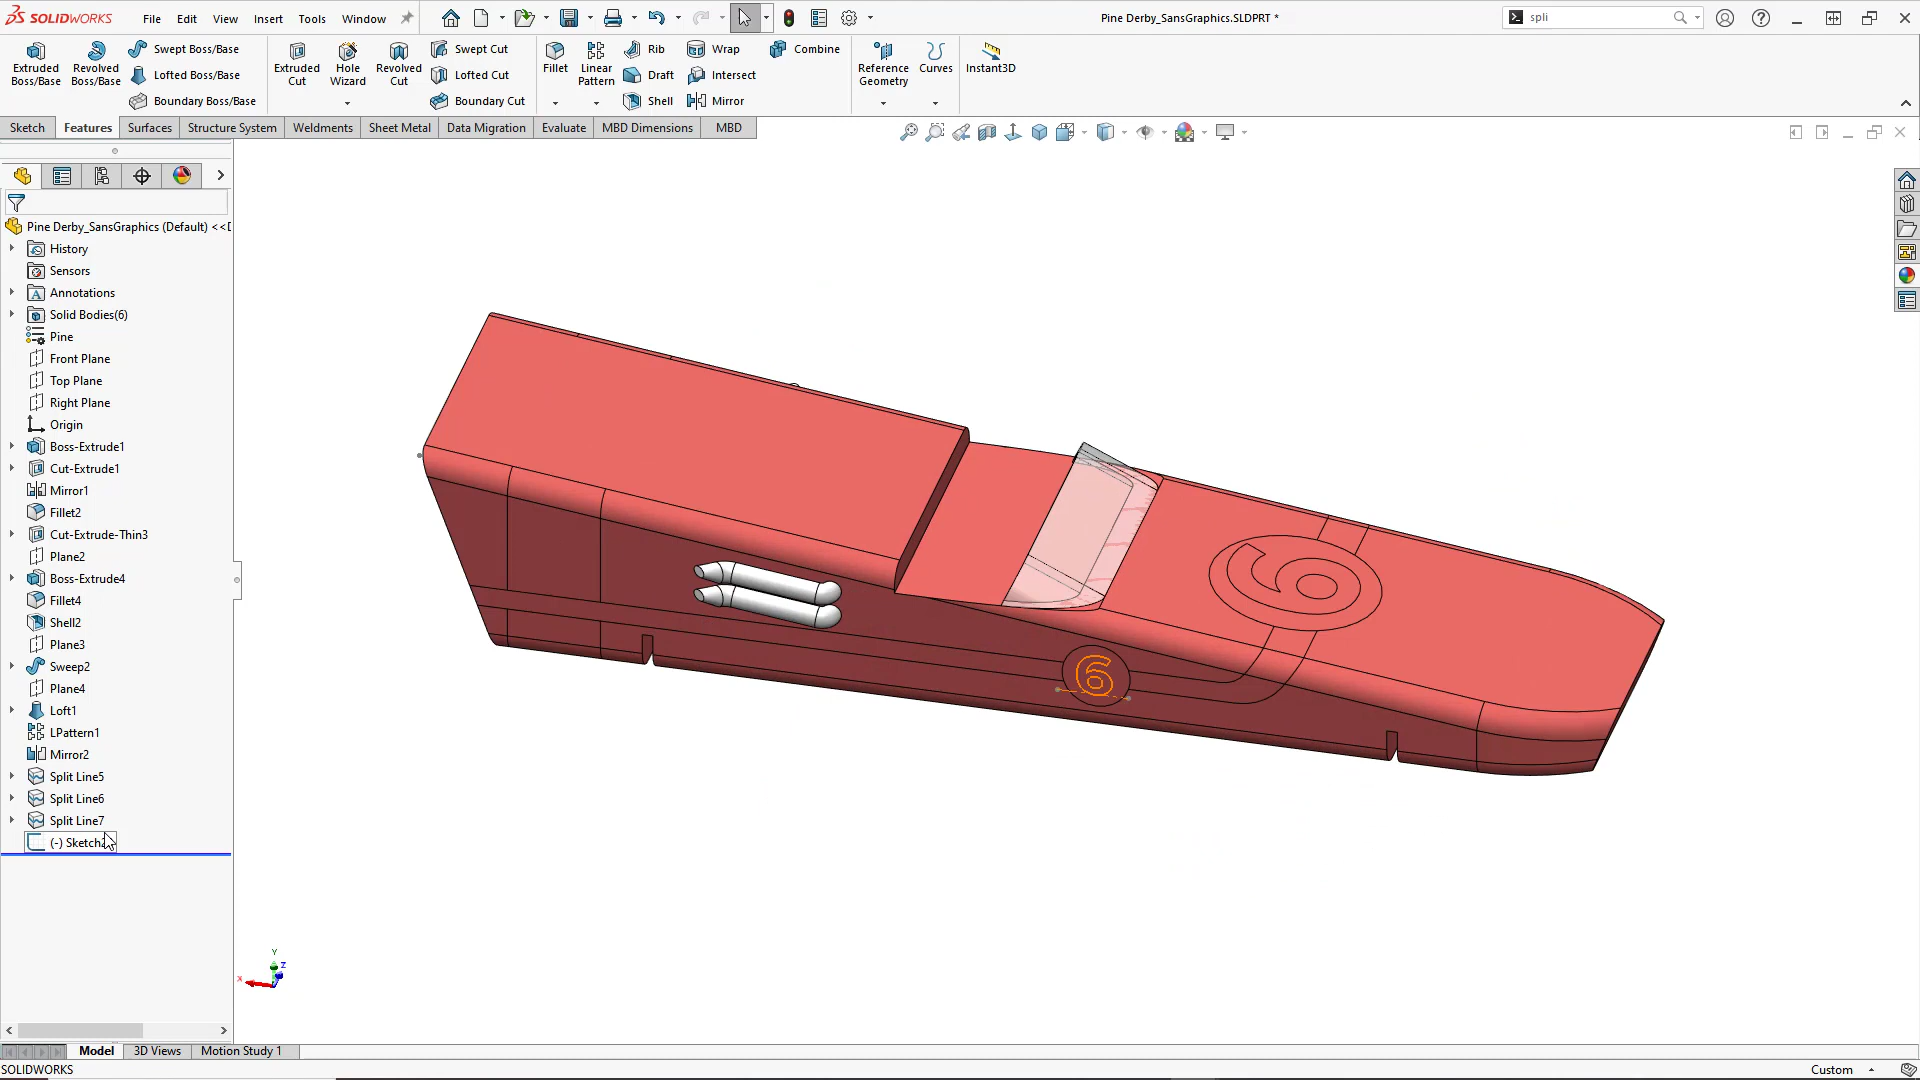 SOLIDWORKS File Edit View Insert Tools Window Pine Derby_SansGraphics.SLDPRT * spli
Extruded Boss/Base
Revolved Boss/Base
Swept Boss/Base
Lofted Boss/Base
Boundary Boss/Base
Extruded Cut
Hole Wizard
Revolved Cut
Swept Cut
Lofted Cut
Boundary Cut
Fillet
Linear Pattern
Rib
Draft
Shell
Wrap
Intersect
Mirror
Combine
Reference Geometry
Curves
Instant3D
Sketch Features Surfaces Structure System Weldments Sheet Metal Data Migration Evaluate MBD Dimensions MBD
Pine Derby_SansGraphics (Default) <<D
History
Sensors
Annotations
Solid Bodies(6)
Pine
Front Plane
Top Plane
Right Plane
Origin
Boss-Extrude1
Cut-Extrude1
Mirror1
Fillet2
Cut-Extrude-Thin3
Plane2
Boss-Extrude4
Fillet4
Shell2
Plane3
Sweep2
Plane4
Loft1
LPattern1
Mirror2
Split Line5
Split Line6
Split Line7
(-) Sketch
6
6
Y
Z
X
Model 3D Views Motion Study 1
SOLIDWORKS Custom